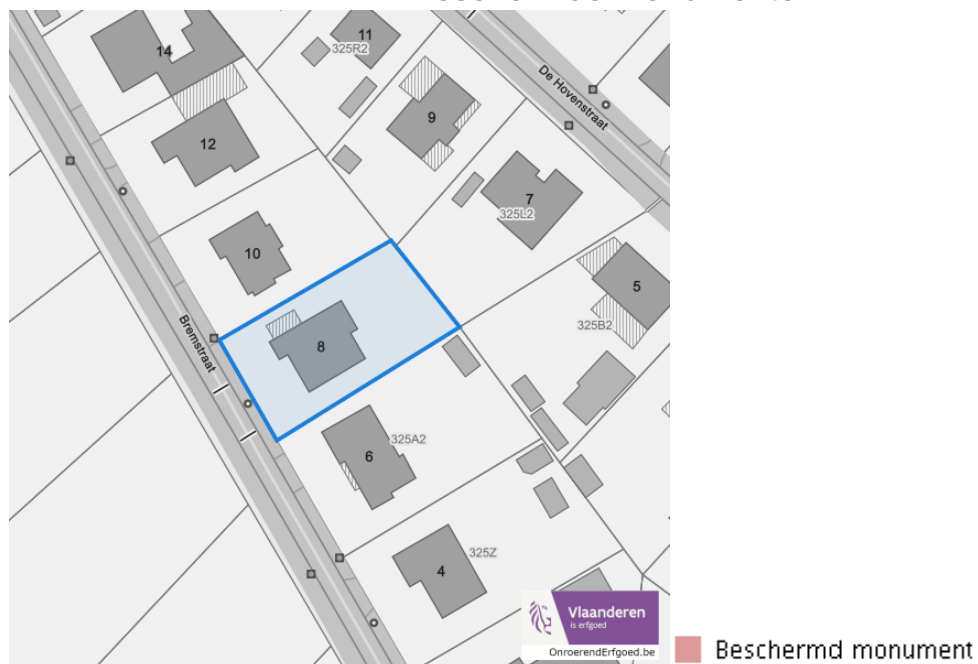 14
11
325R2
De Hovenstraat
9
12
7
325L2
10
5
Bremstraat
8
325B2
6
325A2
325Z
4
Vlaanderen
is erfgoed
OnroerendErfgoed.be
Beschermd monument